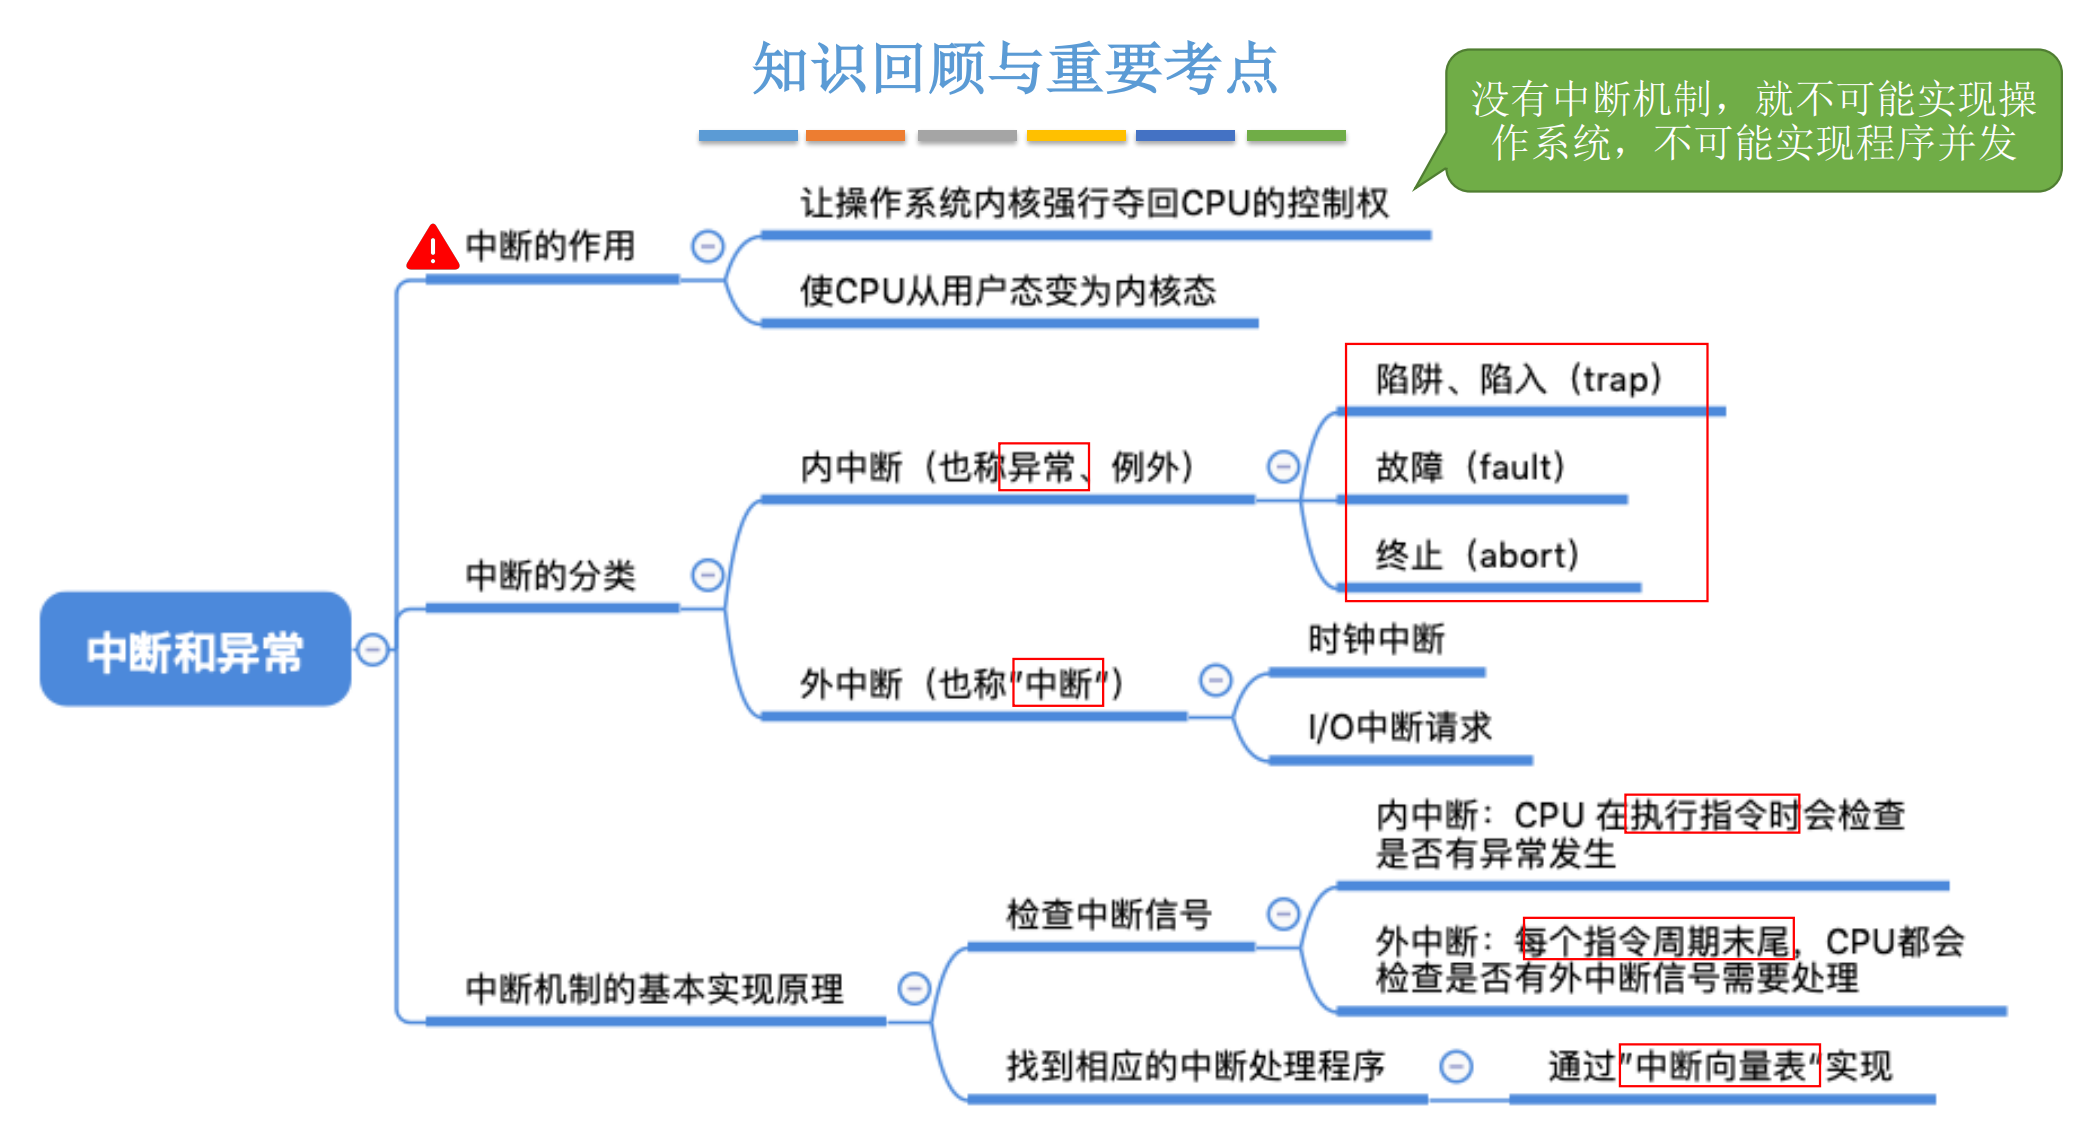 知识回顾与重要考点
没有中断机制，就不可能实现操
作系统，不可能实现程序并发
中断和异常
中断的作用
让操作系统内核强行夺回CPU的控制权
使CPU从用户态变为内核态
中断的分类
内中断（也称异常、例外）
陷阱、陷入（trap）
故障（fault）
终止（abort）
外中断（也称”中断“）
时钟中断
I/O中断请求
中断机制的基本实现原理
检查中断信号
内中断：CPU 在执行指令时会检查
是否有异常发生
外中断：每个指令周期末尾，CPU都会
检查是否有外中断信号需要处理
找到相应的中断处理程序
通过”中断向量表“实现